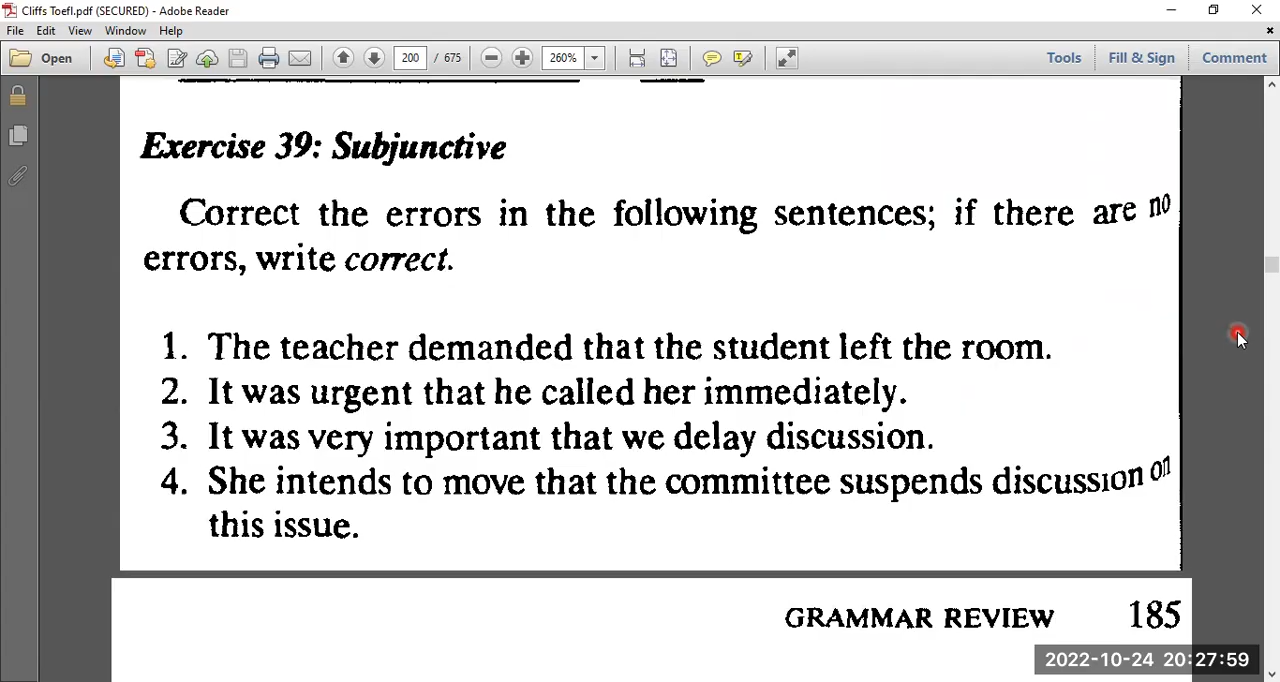 Cliffs Toefl.pdf (SECURED) - Adobe Reader
File Edit View Window Help
Open 200 / 675 260% Tools Fill & Sign Comment
Exercise 39: Subjunctive
Correct the errors in the following sentences; if there are no
errors, write correct.
1. The teacher demanded that the student left the room.
2. It was urgent that he called her immediately.
3. It was very important that we delay discussion.
4. She intends to move that the committee suspends discussion on
this issue.
GRAMMAR REVIEW 185
2022-10-24 20:27:59